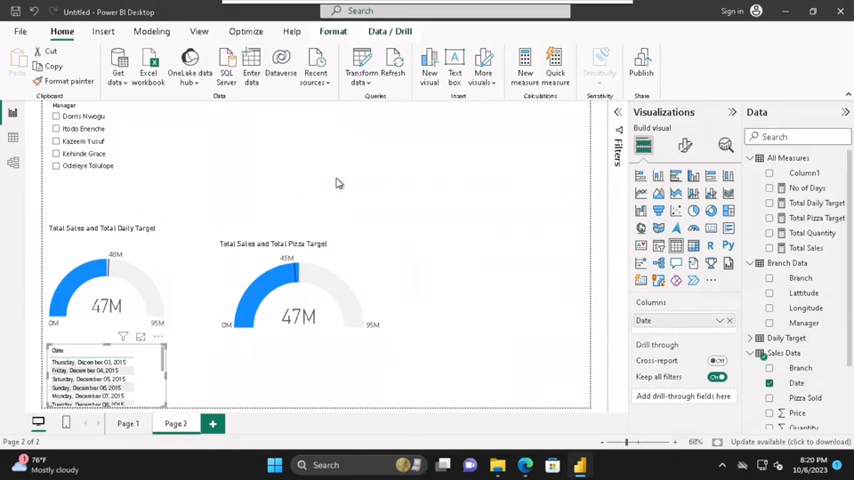 Untitled - Power BI Desktop
Search
Sign in
File
Home
Insert
Modeling
View
Optimize
Help
Format
Data / Drill
Paste
Cut
Copy
Format painter
Clipboard
Get data
Excel workbook
OneLake data hub
SQL Server
Enter data
Dataverse
Recent sources
Data
Transform data
Refresh
Queries
New visual
Text box
More visuals
Insert
New measure
Quick measure
Calculations
Sensitivity
Sensitivity
Publish
Share
Manager
Dorris Nwogu
Itodo Enenche
Kazeem Yusuf
Kehinde Grace
Odeleye Tolulope
Total Sales and Total Daily Target
48M
47M
0M
95M
Total Sales and Total Pizza Target
45M
47M
0M
95M
Date
Thursday, December 03, 2015
Friday, December 04, 2015
Saturday, December 05, 2015
Sunday, December 06, 2015
Monday, December 07, 2015
Tuesday, December 08, 2015
Filters
Visualizations
Build visual
Columns
Date
Drill through
Cross-report
Off
Keep all filters
On
Add drill-through fields here
Data
Search
All Measures
Column1
No of Days
Total Daily Target
Total Pizza Target
Total Quantity
Total Sales
Branch Data
Branch
Lattitude
Longitude
Manager
Daily Target
Sales Data
Branch
Date
Pizza Sold
Price
Quantity
Page 1
Page 2
Page 2 of 2
68%
Update available (click to download)
76°F
Mostly cloudy
Search
8:20 PM
10/6/2023